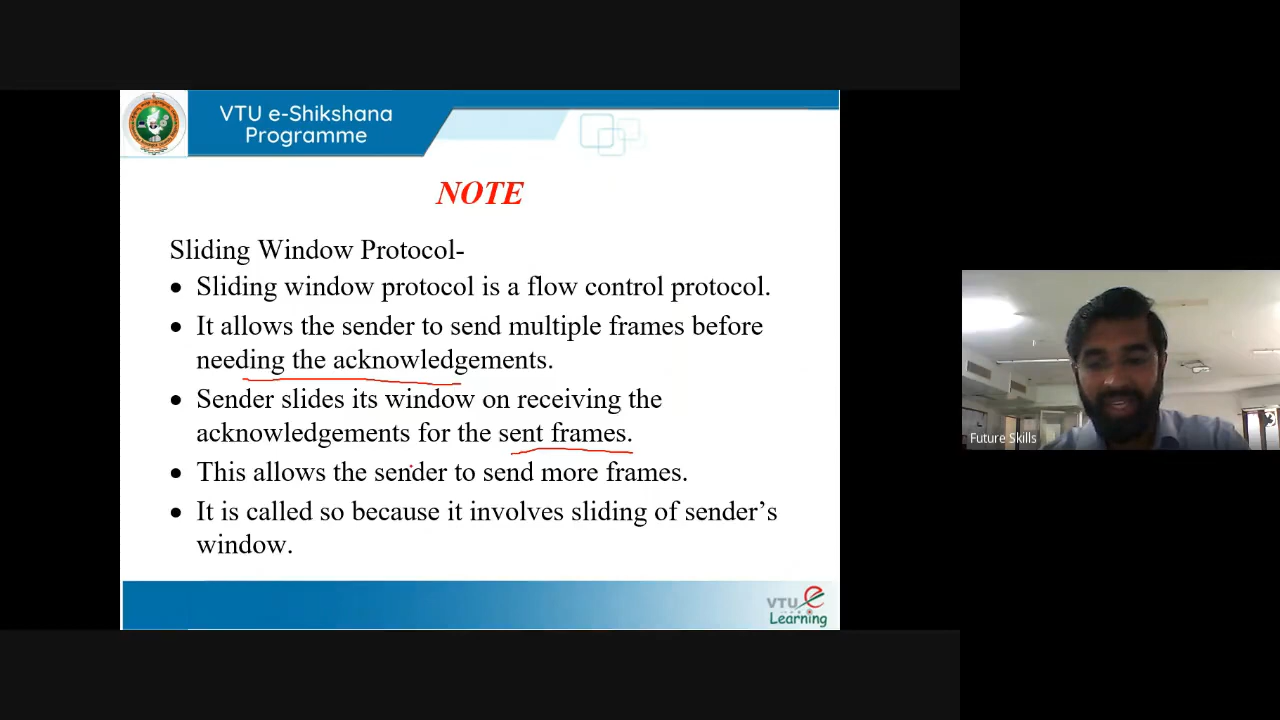 VTU e-Shikshana
Programme
NOTE
Sliding Window Protocol-
• Sliding window protocol is a flow control protocol.
• It allows the sender to send multiple frames before
needing the acknowledgements.
• Sender slides its window on receiving the
acknowledgements for the sent frames.
• This allows the sender to send more frames.
• It is called so because it involves sliding of sender’s
window.
Future Skills
VTU e
Learning